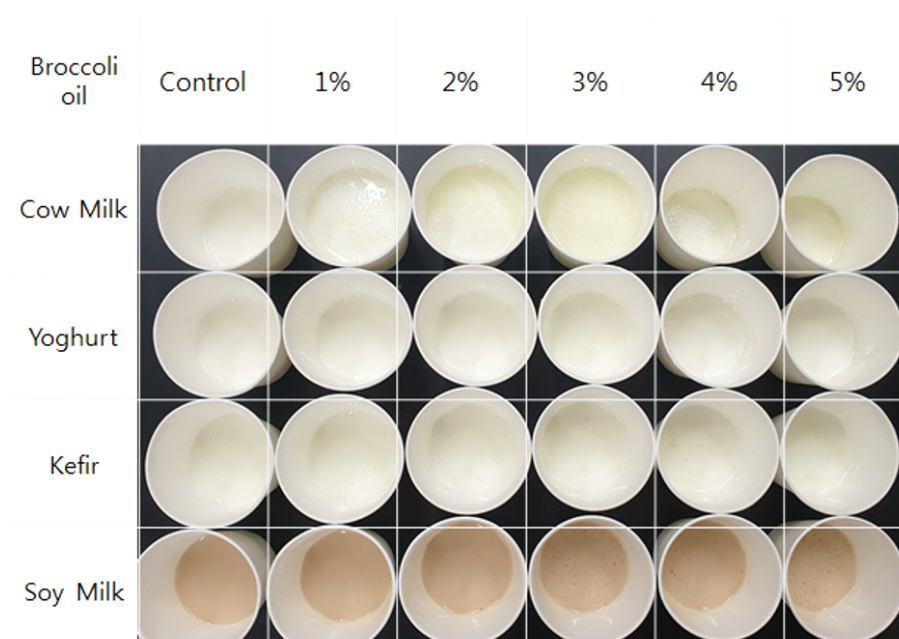 Broccoli
oil
Control 1% 2% 3% 4% 5%
Cow Milk
Yoghurt
Kefir
Soy Milk